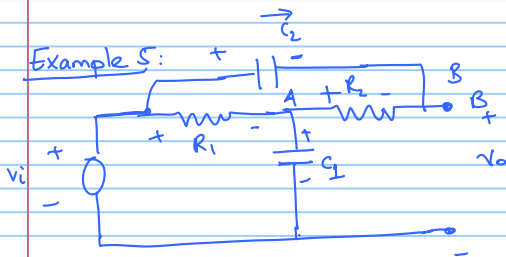 C2
Example 5:
+ -
A + R2 - B
B
+ R1 - + +
+ C1 vo
vi -
-
-